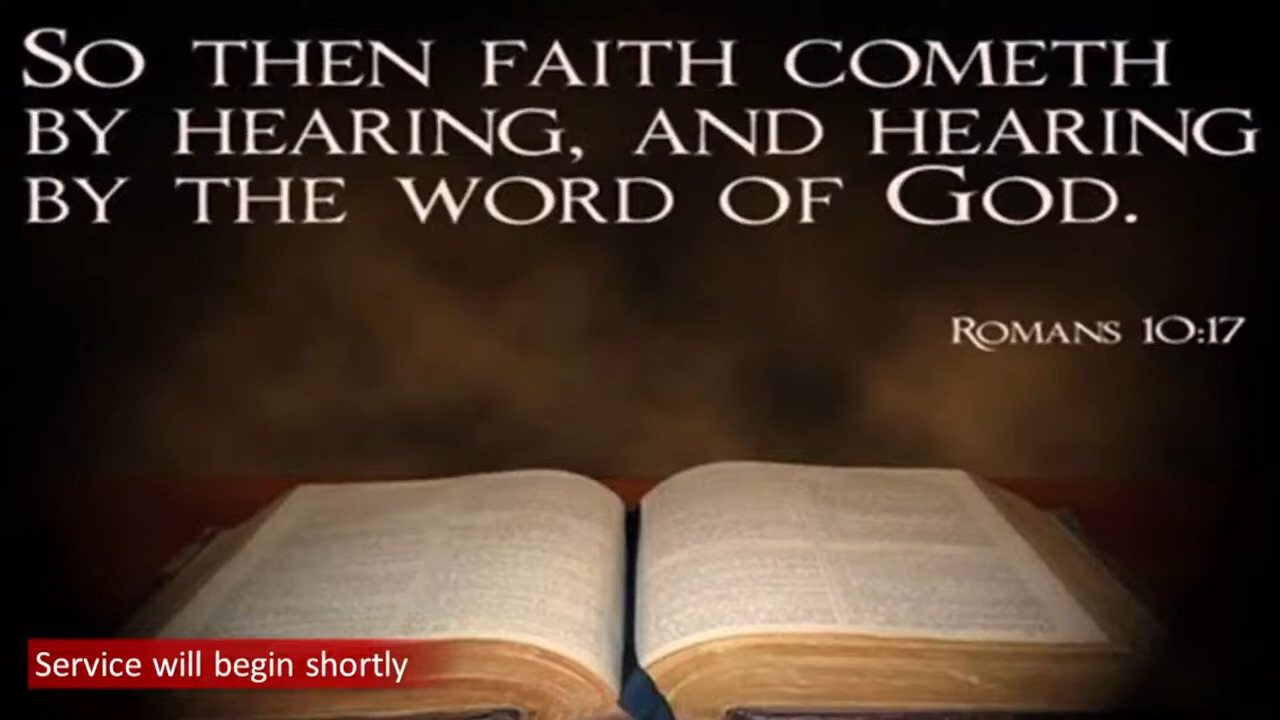 So then faith cometh
by hearing, and hearing
by the word of God.
Romans 10:17
Service will begin shortly